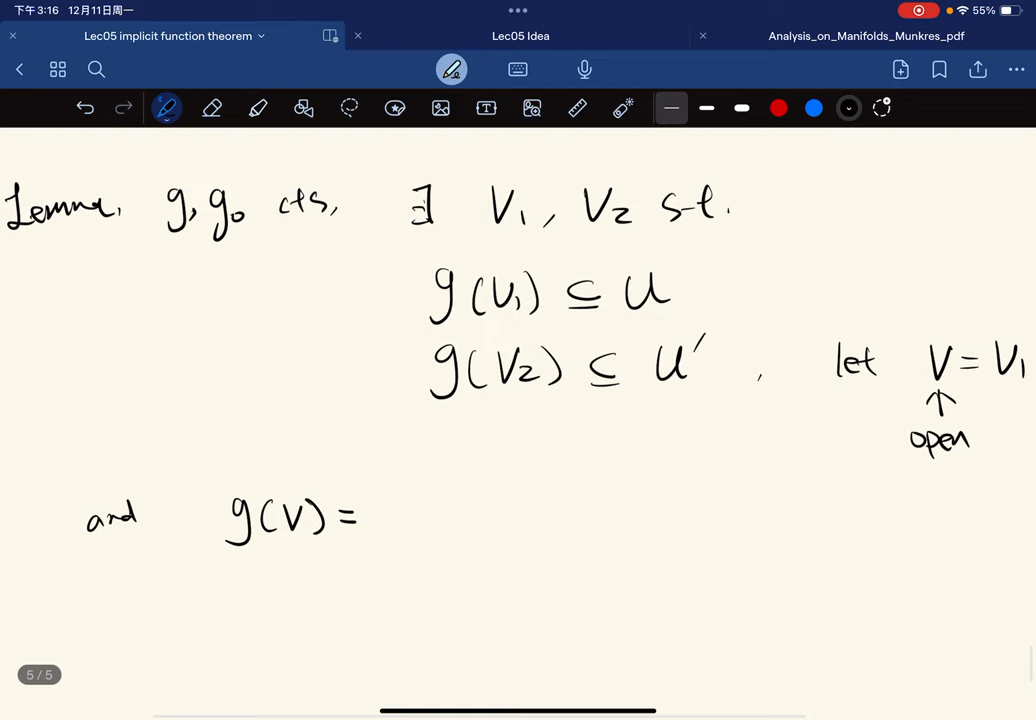 下午3:16 12月11日周一
55%
Lec05 implicit function theorem
Lec05 Idea
Analysis_on_Manifolds_Munkres_pdf
Lemma. g, g₀ cts, ∃ V₁, V₂ s.t.
g(V₁) ⊆ U
g(V₂) ⊆ U′, let V = V₁
↑
open
and g(V) =
5 / 5